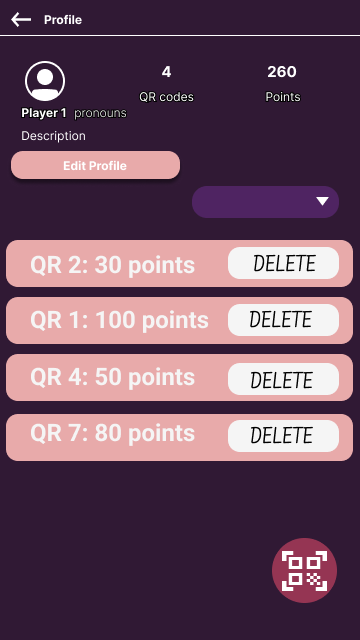 Profile
4 260
QR codes Points
Player 1 pronouns
Description
Edit Profile
QR 2: 30 points DELETE
QR 1: 100 points DELETE
QR 4: 50 points DELETE
QR 7: 80 points DELETE